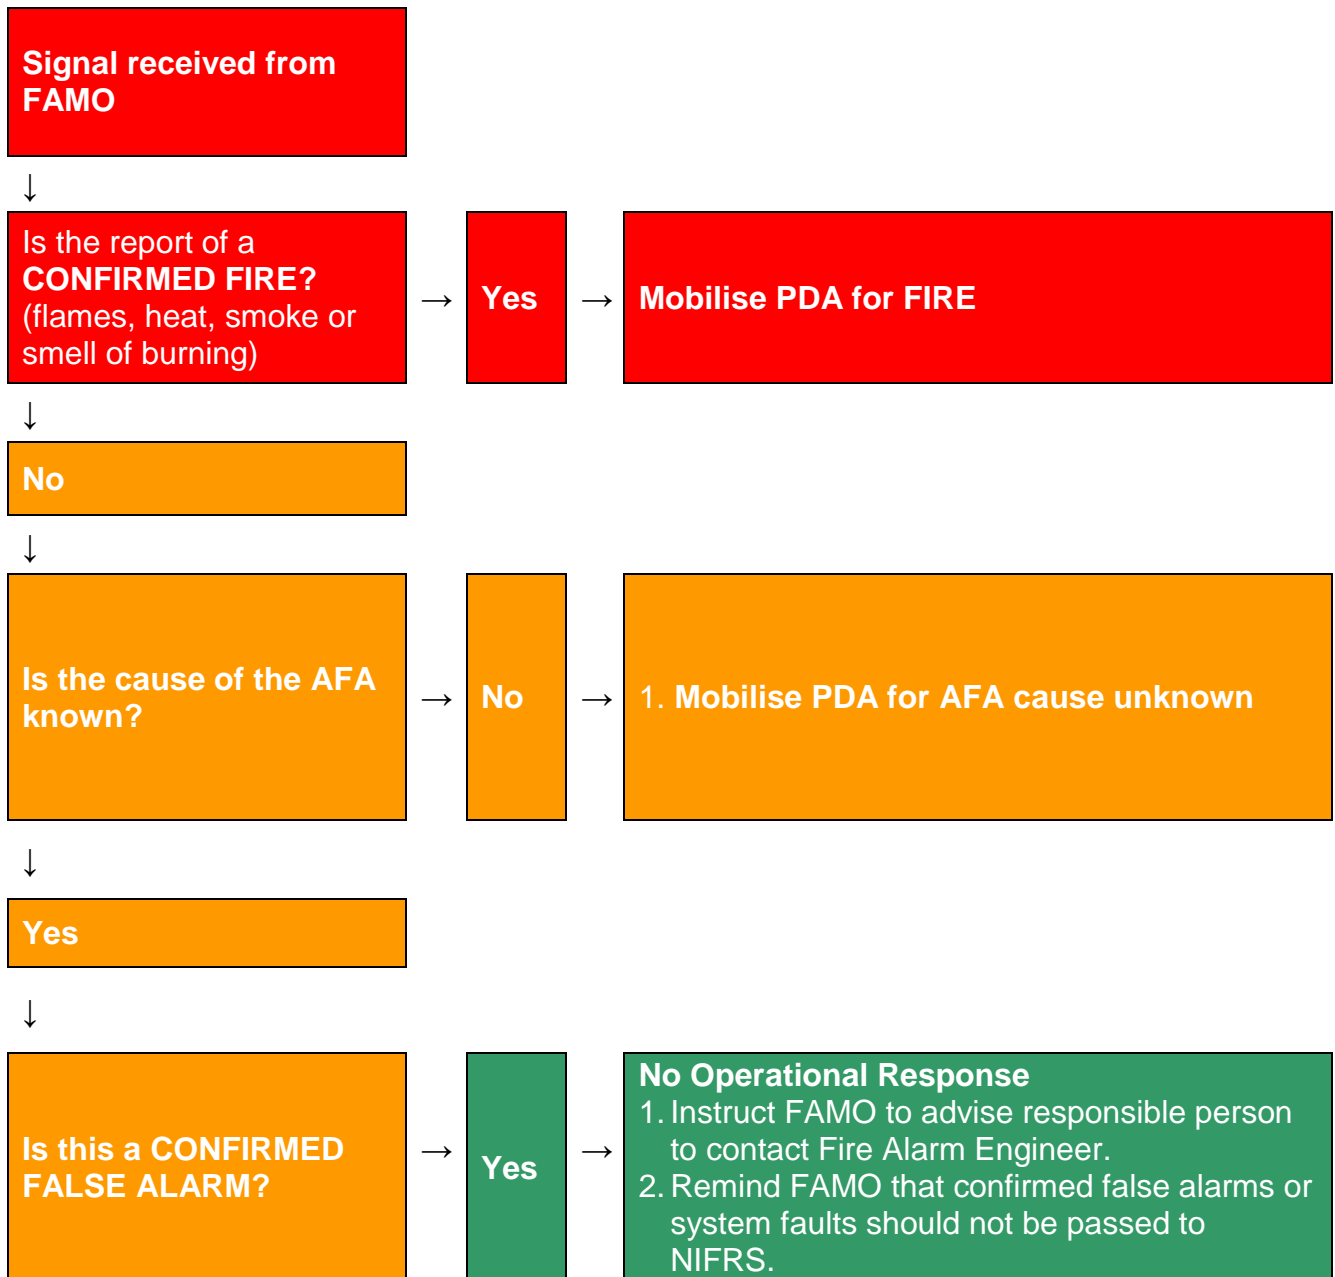 Signal received from
FAMO
↓
Is the report of a
CONFIRMED FIRE?
(flames, heat, smoke or
smell of burning)
→
Yes
→
Mobilise PDA for FIRE
↓
No
↓
Is the cause of the AFA
known?
→
No
→
1. Mobilise PDA for AFA cause unknown
↓
Yes
↓
Is this a CONFIRMED
FALSE ALARM?
→
Yes
→
No Operational Response
1. Instruct FAMO to advise responsible person
to contact Fire Alarm Engineer.
2. Remind FAMO that confirmed false alarms or
system faults should not be passed to
NIFRS.